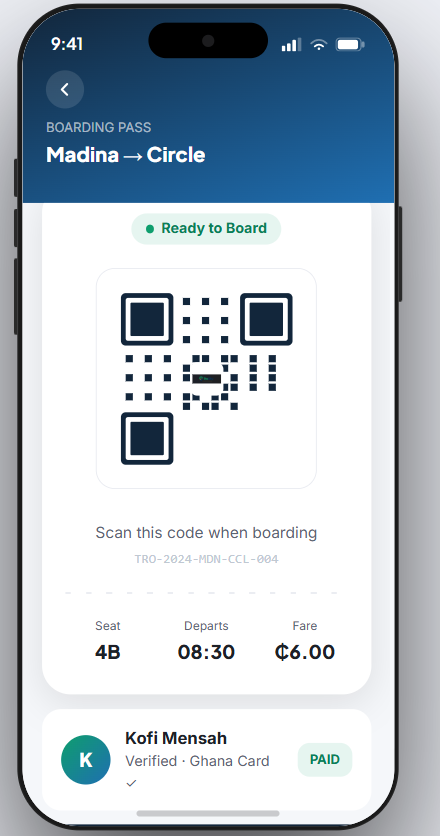 9:41
BOARDING PASS
Madina → Circle
Ready to Board
Scan this code when boarding
TRO-2024-MDN-CCL-004
Seat Departs Fare
4B 08:30 ₵6.00
K
Kofi Mensah
Verified · Ghana Card
✓
PAID